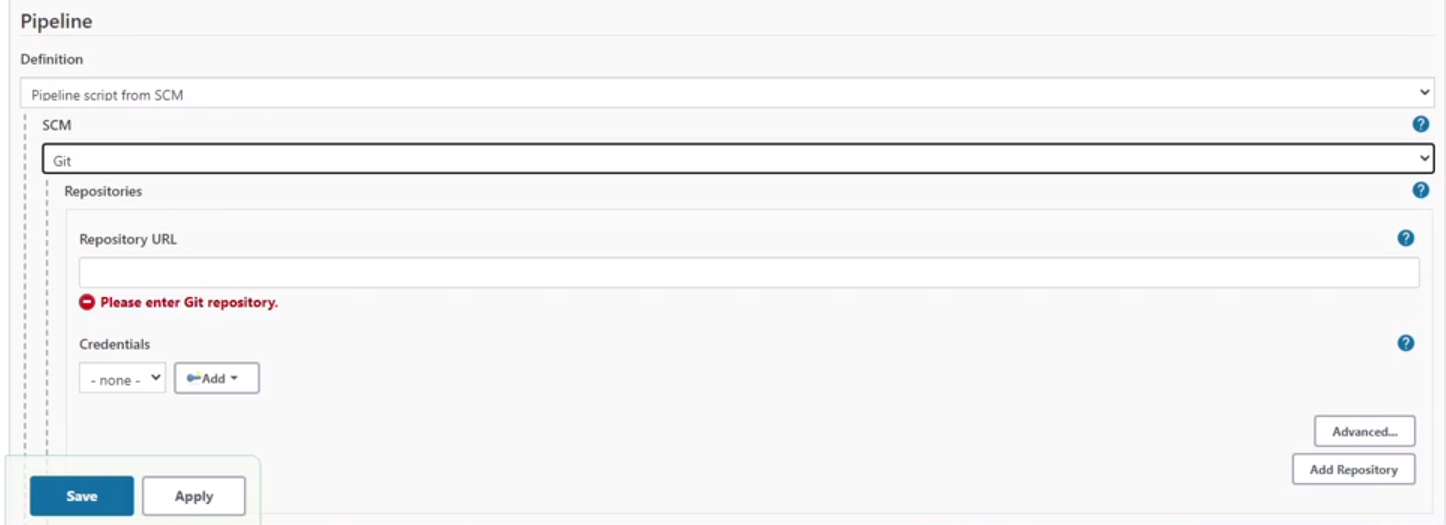 Pipeline
Definition
Pipeline script from SCM
SCM
?
Git
Repositories
?
Repository URL
?
Please enter Git repository.
Credentials
?
- none -
Add
Advanced...
Add Repository
Save
Apply